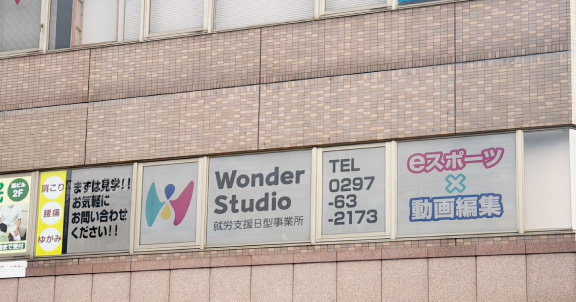 2F
肩こり
腰痛
ゆがみ
まずは見学!!
お気軽に
お問い合わせ
ください!!
Wonder
Studio
就労支援B型事業所
TEL
0297
-63
-2173
eスポーツ
×
動画編集